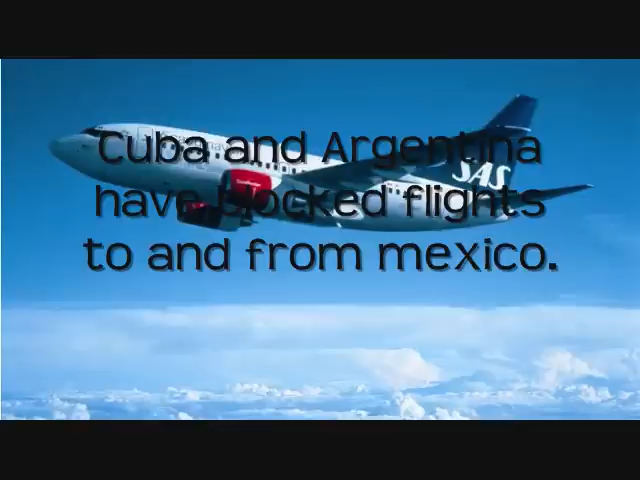 Cuba and Argentina
have blocked flights
to and from mexico.
SAS